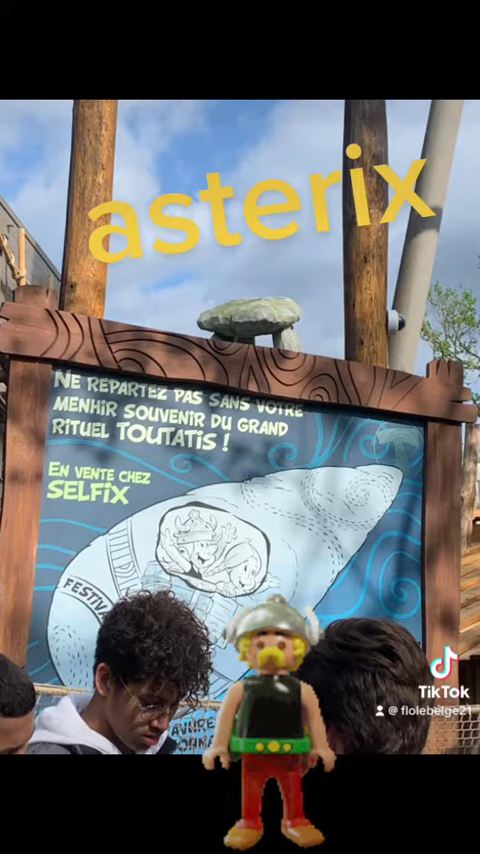 asterix
NE REPARTEZ PAS SANS VOTRE
MENHIR SOUVENIR DU GRAND
RITUEL TOUTATIS !
EN VENTE CHEZ
SELFIX
FESTIV
TikTok
@ flolebelge21